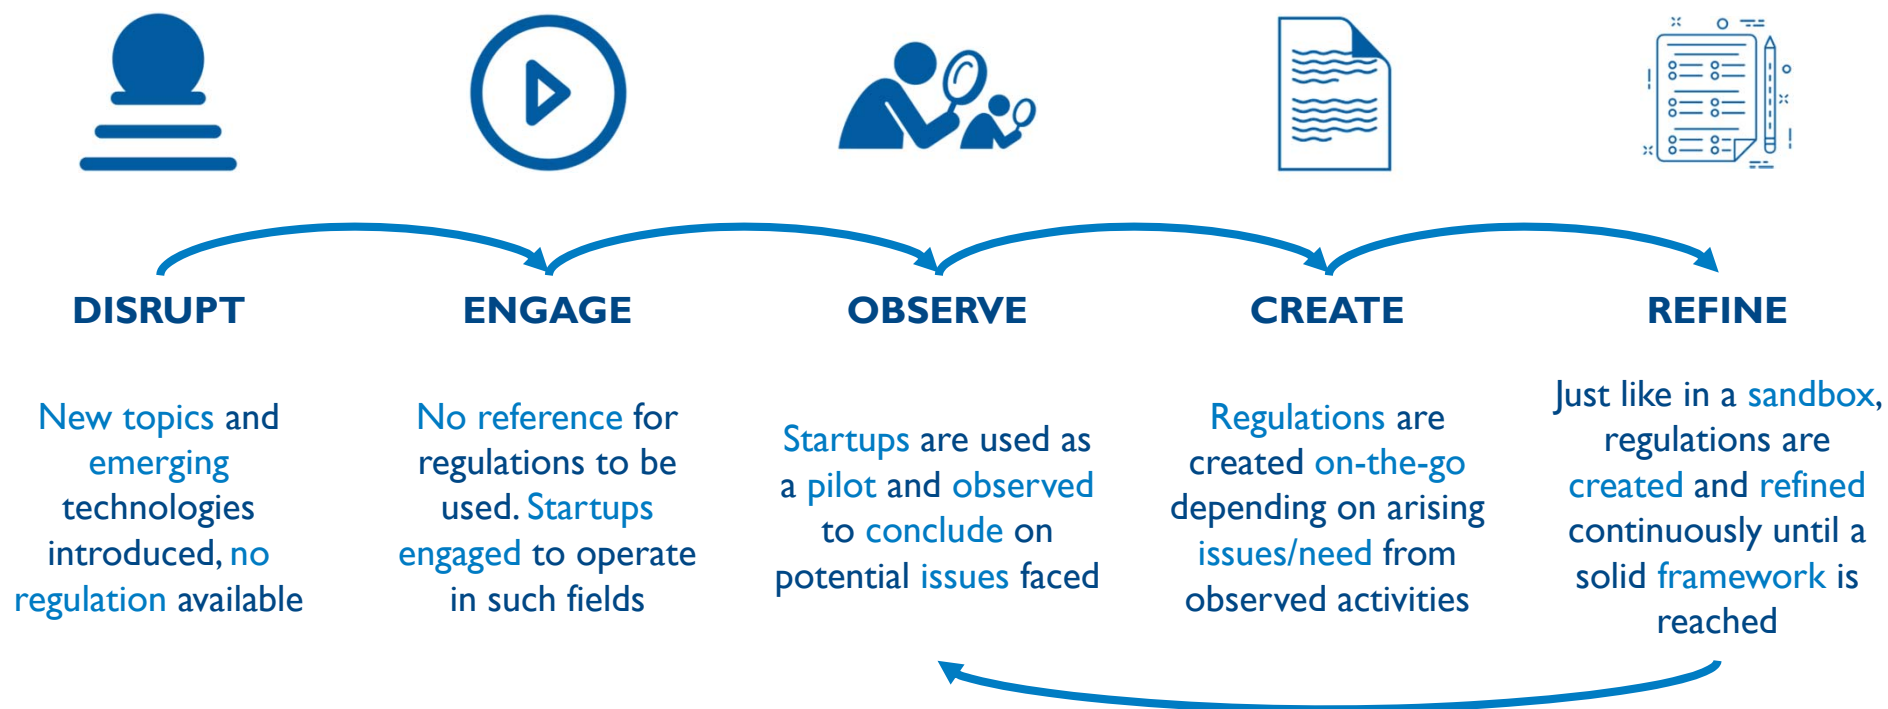 DISRUPT
New topics and
emerging
technologies
introduced, no
regulation available
ENGAGE
No reference for
regulations to be
used. Startups
engaged to operate
in such fields
OBSERVE
Startups are used as
a pilot and observed
to conclude on
potential issues faced
CREATE
Regulations are
created on-the-go
depending on arising
issues/need from
observed activities
REFINE
Just like in a sandbox,
regulations are
created and refined
continuously until a
solid framework is
reached